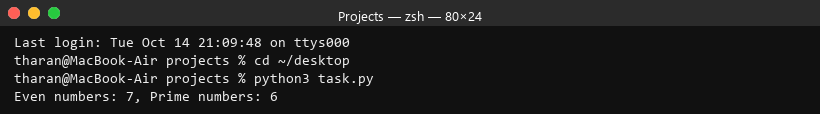 Projects — zsh — 80×24
Last login: Tue Oct 14 21:09:48 on ttys000
tharan@MacBook-Air projects % cd ~/desktop
tharan@MacBook-Air projects % python3 task.py
Even numbers: 7, Prime numbers: 6